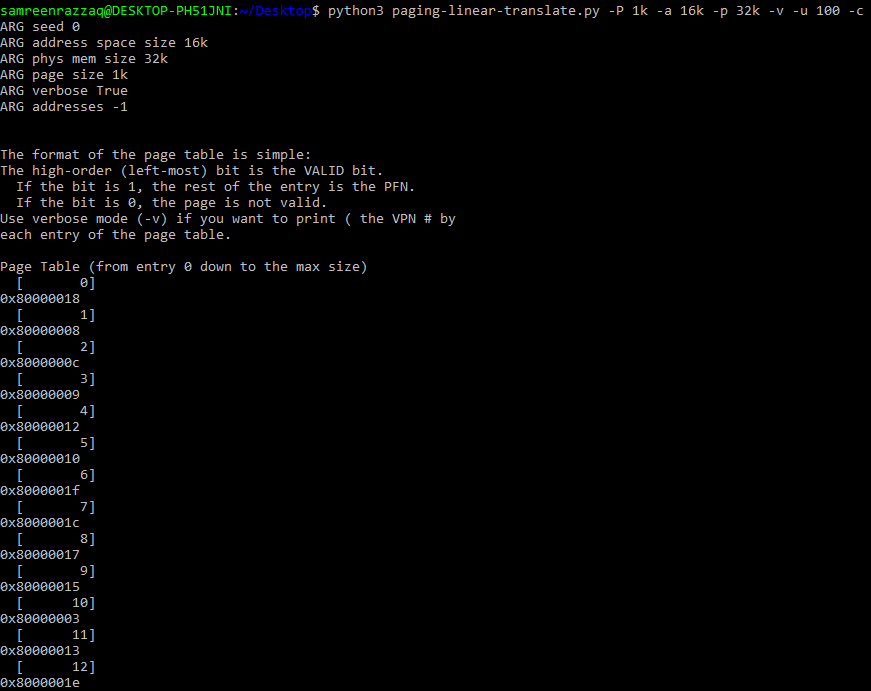 samreenrazzaq@DESKTOP-PH51JNI:~/Desktop$ python3 paging-linear-translate.py -P 1k -a 16k -p 32k -v -u 100 -c
ARG seed 0
ARG address space size 16k
ARG phys mem size 32k
ARG page size 1k
ARG verbose True
ARG addresses -1

The format of the page table is simple:
The high-order (left-most) bit is the VALID bit.
  If the bit is 1, the rest of the entry is the PFN.
  If the bit is 0, the page is not valid.
Use verbose mode (-v) if you want to print ( the VPN # by
each entry of the page table.

Page Table (from entry 0 down to the max size)
  [       0]
0x80000018
  [       1]
0x80000008
  [       2]
0x8000000c
  [       3]
0x80000009
  [       4]
0x80000012
  [       5]
0x80000010
  [       6]
0x8000001f
  [       7]
0x8000001c
  [       8]
0x80000017
  [       9]
0x80000015
  [      10]
0x80000003
  [      11]
0x80000013
  [      12]
0x8000001e